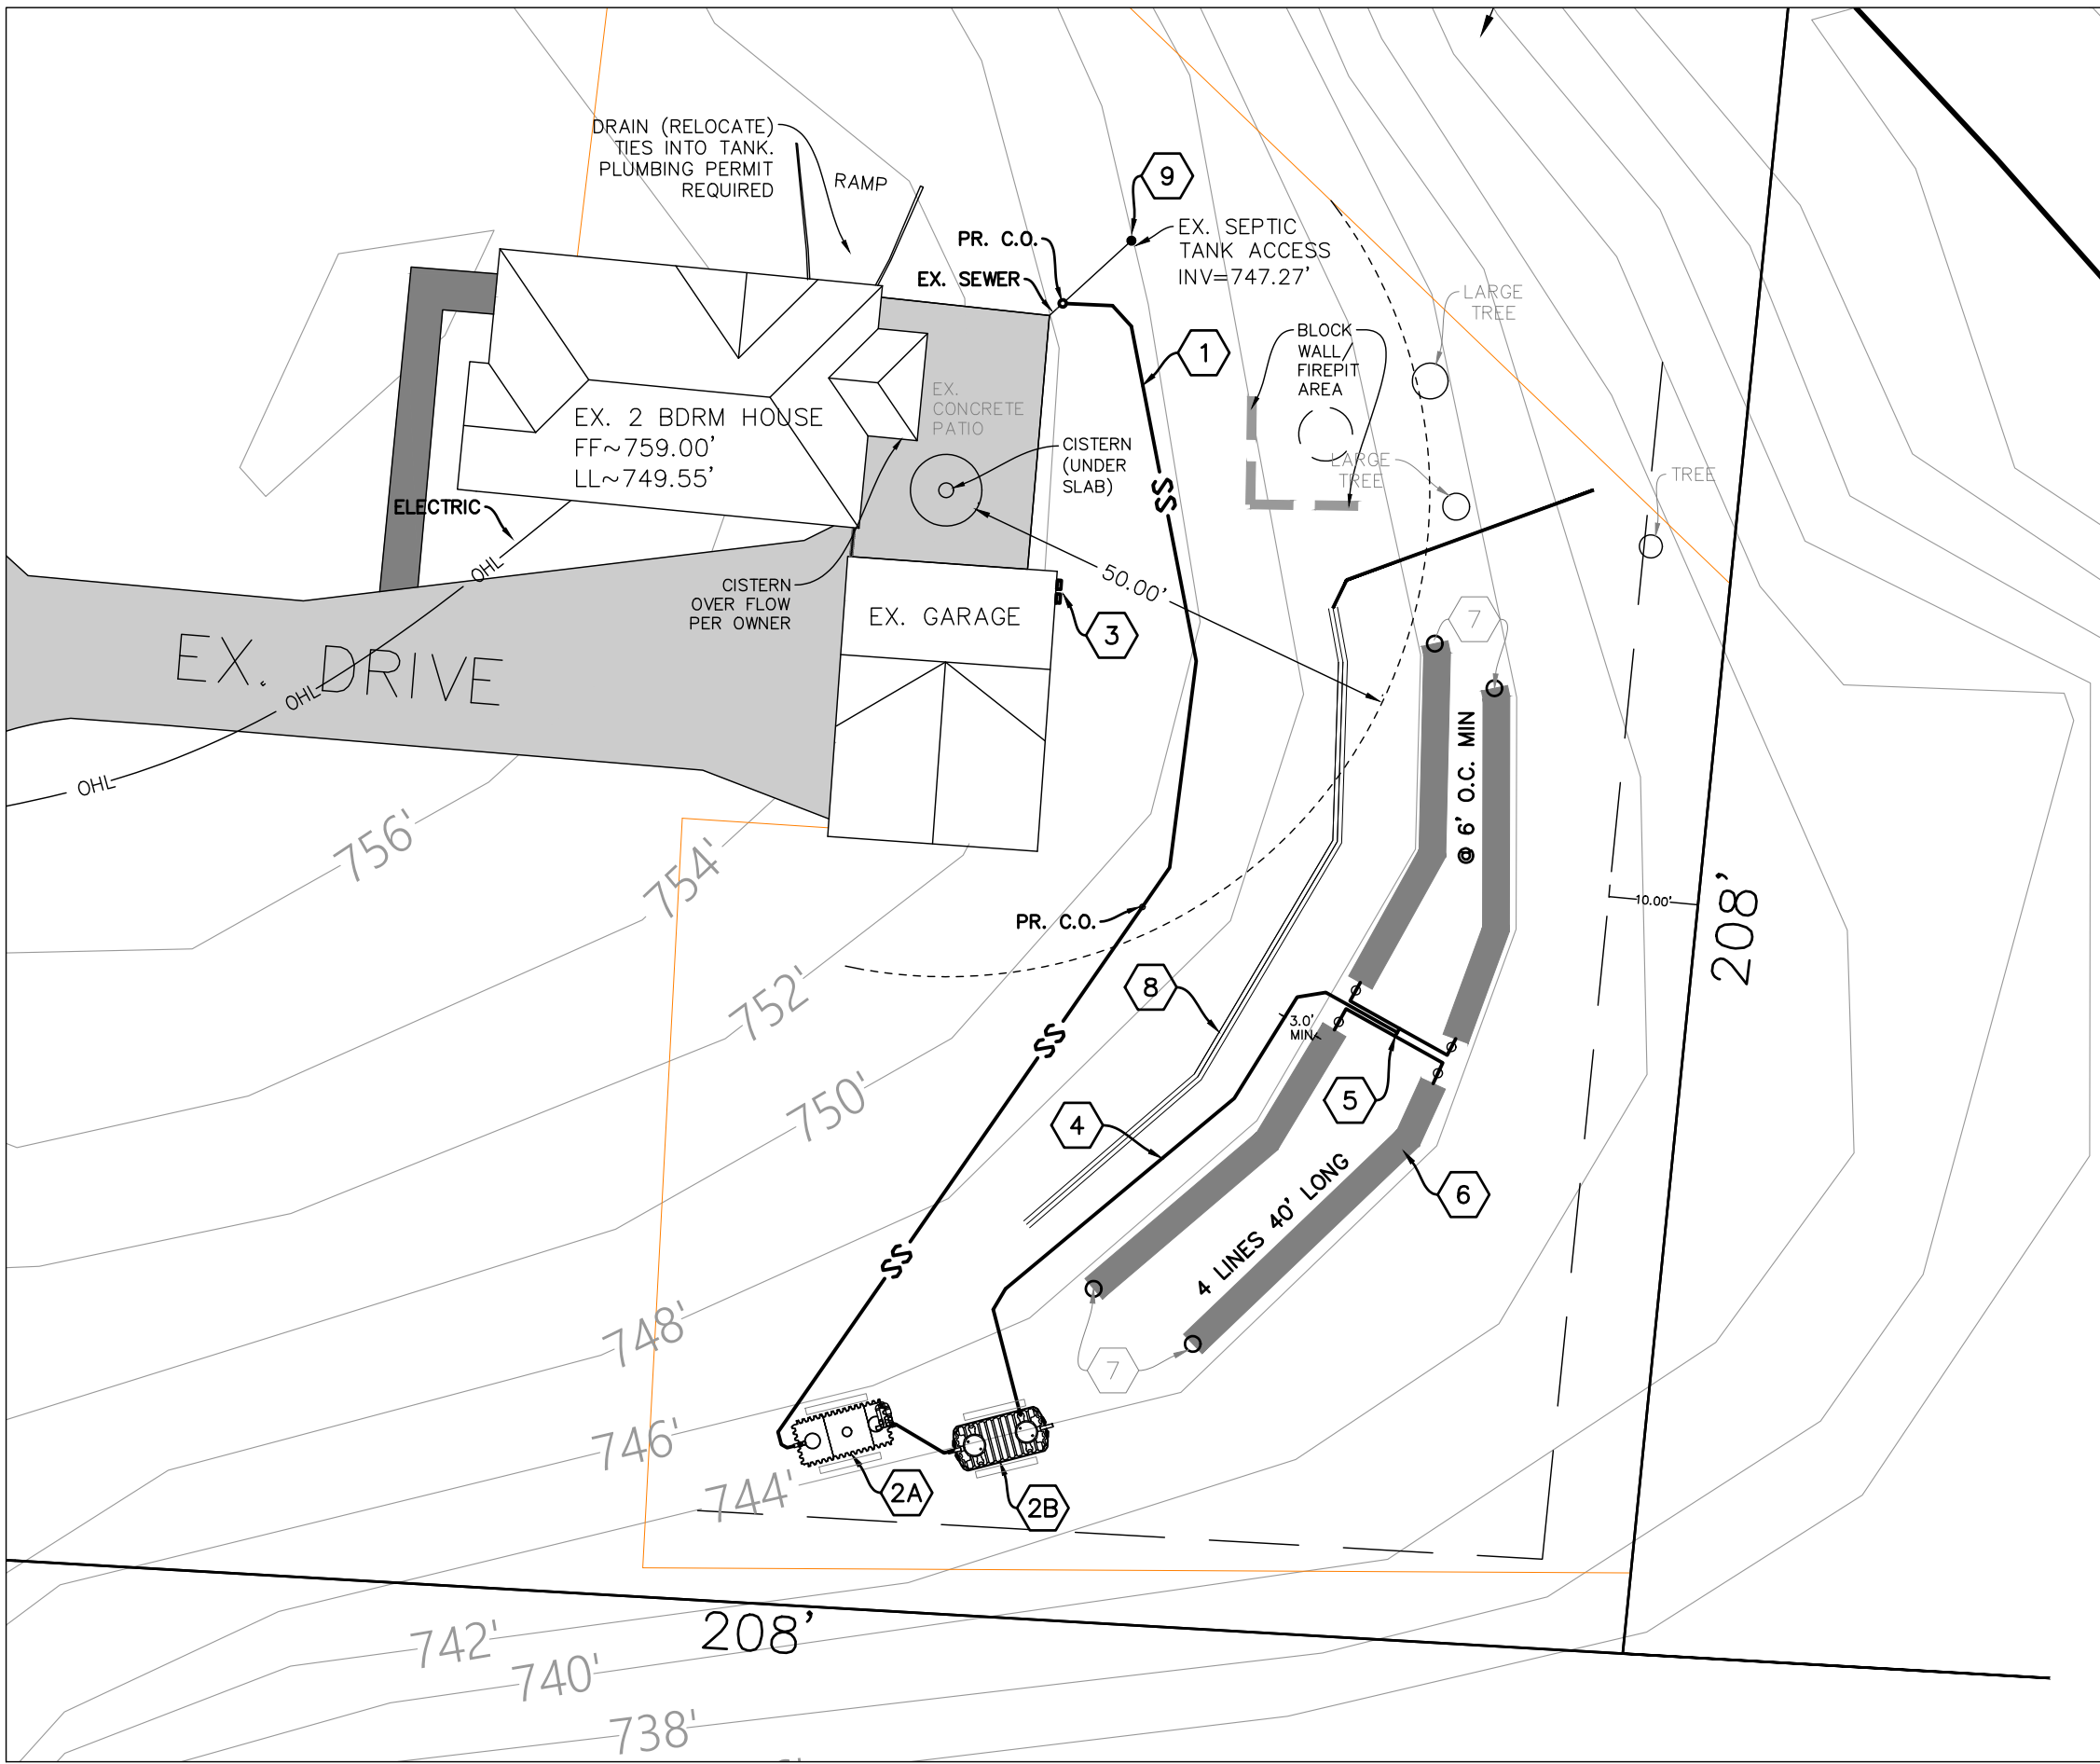 DRAIN (RELOCATE)
TIES INTO TANK.
PLUMBING PERMIT
REQUIRED
RAMP
9
PR. C.O.
EX. SEWER
EX. SEPTIC
TANK ACCESS
INV=747.27'
1
LARGE
TREE
BLOCK
WALL/
FIREPIT
AREA
EX.
CONCRETE
PATIO
EX. 2 BDRM HOUSE
FF~759.00'
LL~749.55'
CISTERN
(UNDER
SLAB)
LARGE
TREE
TREE
SS
ELECTRIC
OHL
50.00'
CISTERN
OVER FLOW
PER OWNER
EX. GARAGE
3
7
EX. DRIVE
OHL
OHL
@ 6' O.C. MIN
756'
754'
208'
10.00'
PR. C.O.
752'
8
3.0'
MIN
SS
5
750'
4
6
4 LINES 40' LONG
SS
748'
7
746'
744'
2A
2B
742'
208'
740'
738'